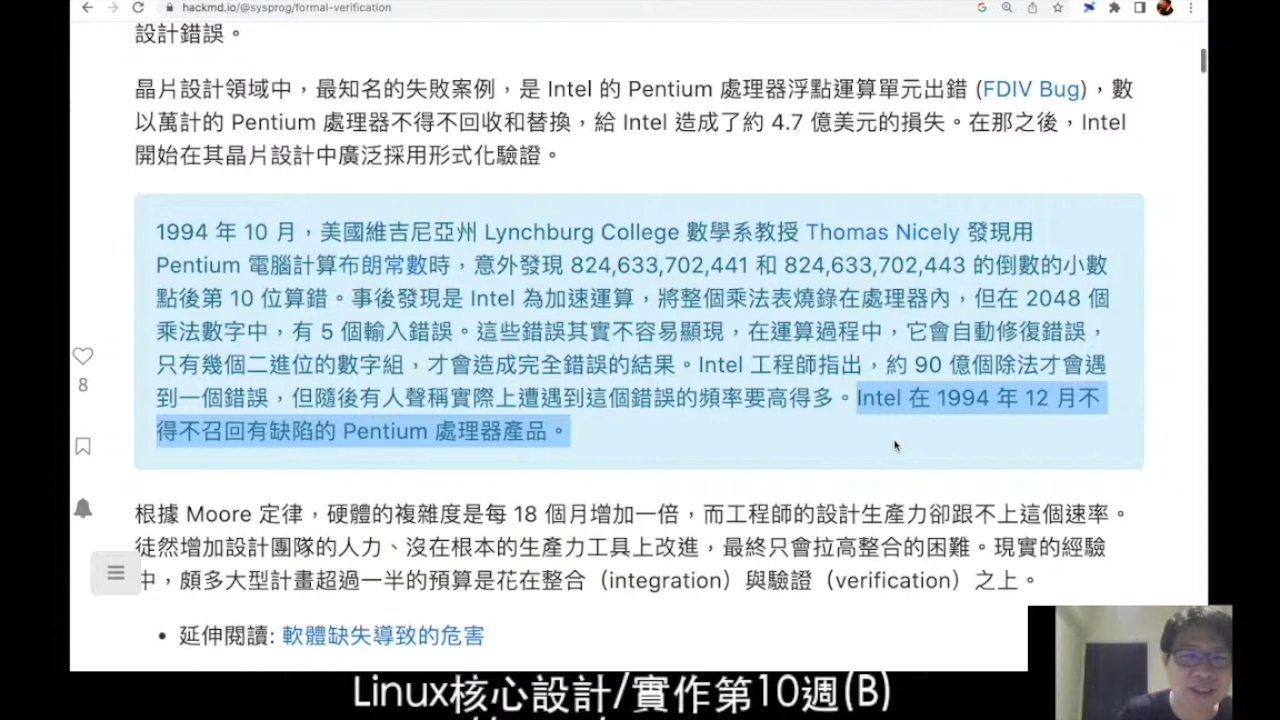 hackmd.io/@sysprog/formal-verification
設計錯誤。
晶片設計領域中，最知名的失敗案例，是 Intel 的 Pentium 處理器浮點運算單元出錯 (FDIV Bug)，數
以萬計的 Pentium 處理器不得不回收和替換，給 Intel 造成了約 4.7 億美元的損失。在那之後，Intel
開始在其晶片設計中廣泛採用形式化驗證。
1994 年 10 月，美國維吉尼亞州 Lynchburg College 數學系教授 Thomas Nicely 發現用
Pentium 電腦計算布朗常數時，意外發現 824,633,702,441 和 824,633,702,443 的倒數的小數
點後第 10 位算錯。事後發現是 Intel 為加速運算，將整個乘法表燒錄在處理器內，但在 2048 個
乘法數字中，有 5 個輸入錯誤。這些錯誤其實不容易顯現，在運算過程中，它會自動修復錯誤，
只有幾個二進位的數字組，才會造成完全錯誤的結果。Intel 工程師指出，約 90 億個除法才會遇
到一個錯誤，但隨後有人聲稱實際上遭遇到這個錯誤的頻率要高得多。Intel 在 1994 年 12 月不
得不召回有缺陷的 Pentium 處理器產品。
8
根據 Moore 定律，硬體的複雜度是每 18 個月增加一倍，而工程師的設計生產力卻跟不上這個速率。
徒然增加設計團隊的人力、沒在根本的生產力工具上改進，最終只會拉高整合的困難。現實的經驗
中，頗多大型計畫超過一半的預算是花在整合（integration）與驗證（verification）之上。
• 延伸閱讀: 軟體缺失導致的危害
Linux核心設計/實作第10週(B)